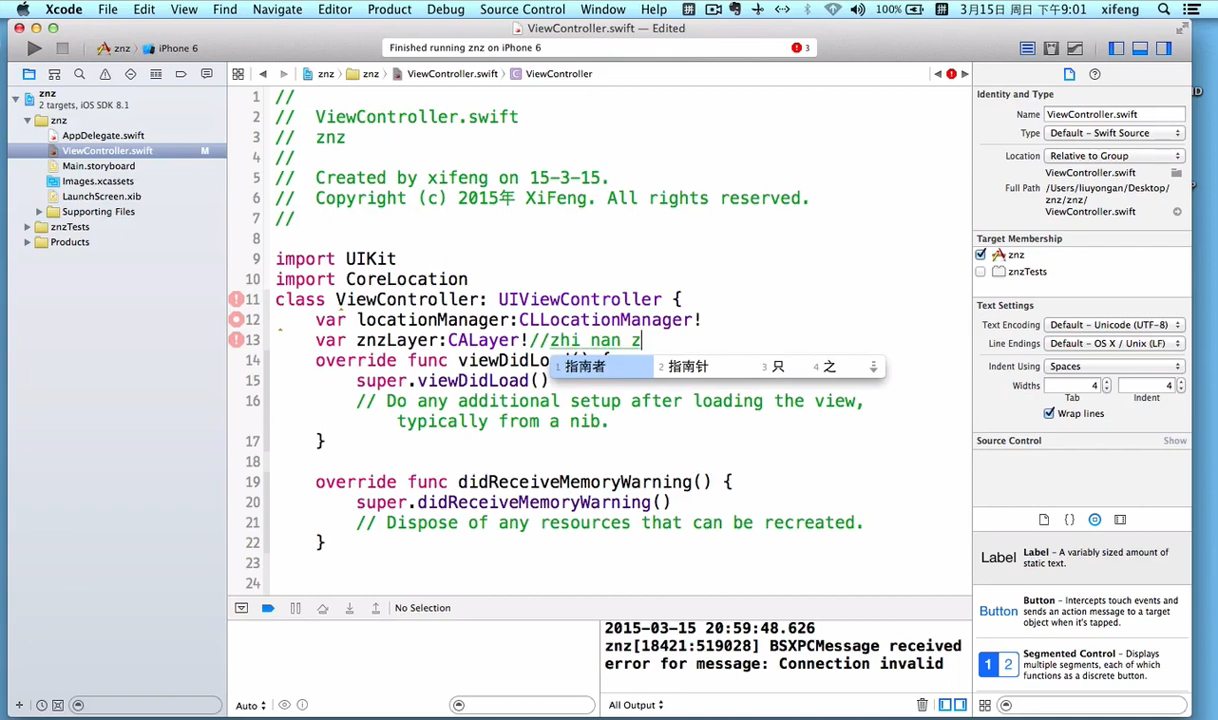 Xcode File Edit View Find Navigate Editor Product Debug Source Control Window Help 100% 拼 3月15日 周日 下午9:01 xifeng
ViewController.swift — Edited
znz iPhone 6
Finished running znz on iPhone 6
3
znz znz ViewController.swift ViewController
znz
2 targets, iOS SDK 8.1
znz
AppDelegate.swift
ViewController.swift M
Main.storyboard
Images.xcassets
LaunchScreen.xib
Supporting Files
znzTests
Products
1 //
2 // ViewController.swift
3 // znz
4 //
5 // Created by xifeng on 15-3-15.
6 // Copyright (c) 2015年 XiFeng. All rights reserved.
7 //
8
9 import UIKit
10 import CoreLocation
11 class ViewController: UIViewController {
12 var locationManager:CLLocationManager!
13 var znzLayer:CALayer!//zhi nan z
14 override func viewDidLoad() {
1 指南者 2 指南针 3 只 4 之
15 super.viewDidLoad()
16 // Do any additional setup after loading the view,
typically from a nib.
17 }
18
19 override func didReceiveMemoryWarning() {
20 super.didReceiveMemoryWarning()
21 // Dispose of any resources that can be recreated.
22 }
23
24
No Selection
2015-03-15 20:59:48.626
znz[18421:519028] BSXPCMessage received
error for message: Connection invalid
Auto
All Output
Identity and Type
Name ViewController.swift
Type Default - Swift Source
Location Relative to Group
ViewController.swift
Full Path /Users/liuyongan/Desktop/
znz/znz/
ViewController.swift
Target Membership
znz
znzTests
Text Settings
Text Encoding Default - Unicode (UTF-8)
Line Endings Default - OS X / Unix (LF)
Indent Using Spaces
Widths 4 4
Tab Indent
Wrap lines
Source Control Show
Label Label - A variably sized amount of
static text.
Button Button - Intercepts touch events and
sends an action message to a target
object when it's tapped.
1 2 Segmented Control - Displays
multiple segments, each of which
functions as a discrete button.